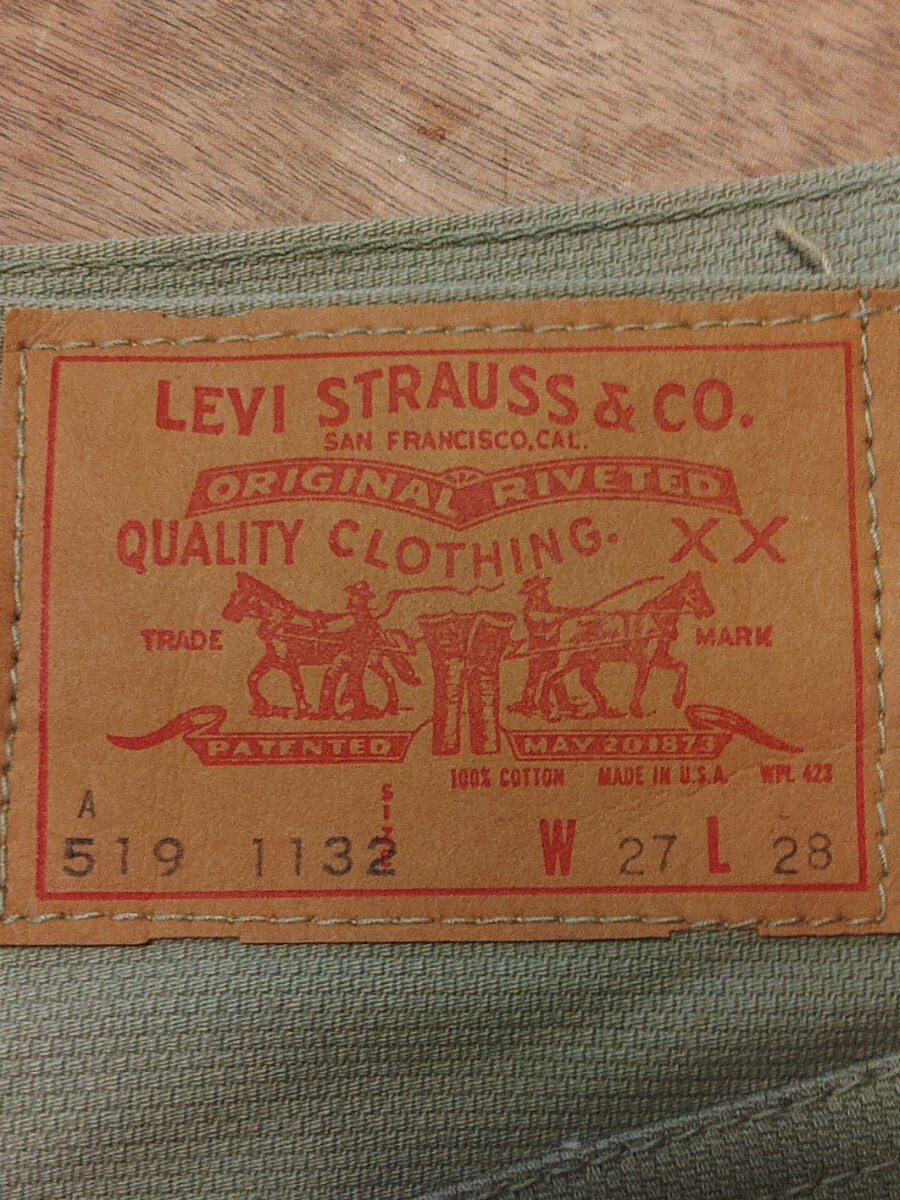 LEVI STRAUSS & CO.
SAN FRANCISCO, CAL.
ORIGINAL RIVETED
QUALITY CLOTHING. XX
TRADE MARK
PATENTED MAY 20 1873
100% COTTON MADE IN U.S.A. WPL 423
A
519 1132 SIZE W 27 L 28